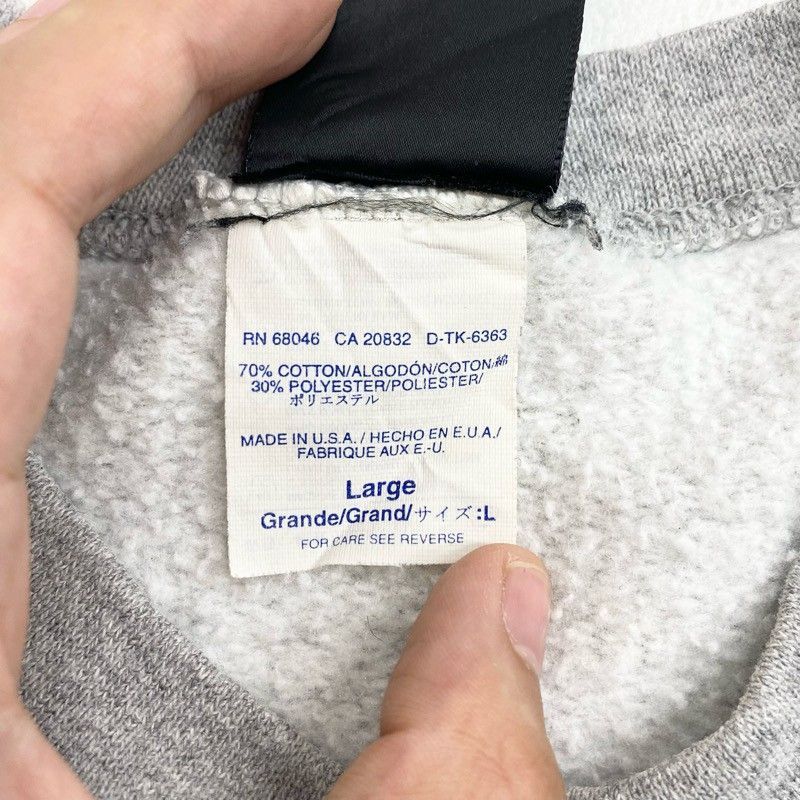 RN 68046 CA 20832 D-TK-6363
70% COTTON/ALGODÓN/COTON/綿
30% POLYESTER/POLIESTER/
ポリエステル
MADE IN U.S.A./HECHO EN E.U.A./
FABRIQUE AUX E.-U.
Large
Grande/Grand/サイズ:L
FOR CARE SEE REVERSE